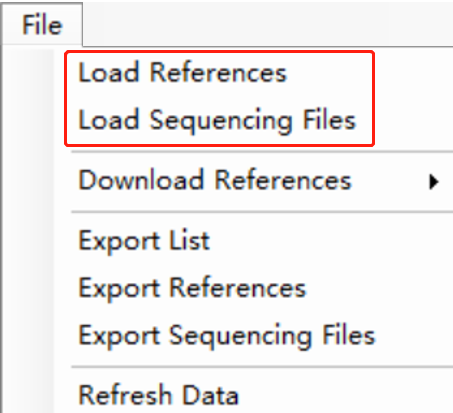 File
Load References
Load Sequencing Files
Download References
Export List
Export References
Export Sequencing Files
Refresh Data